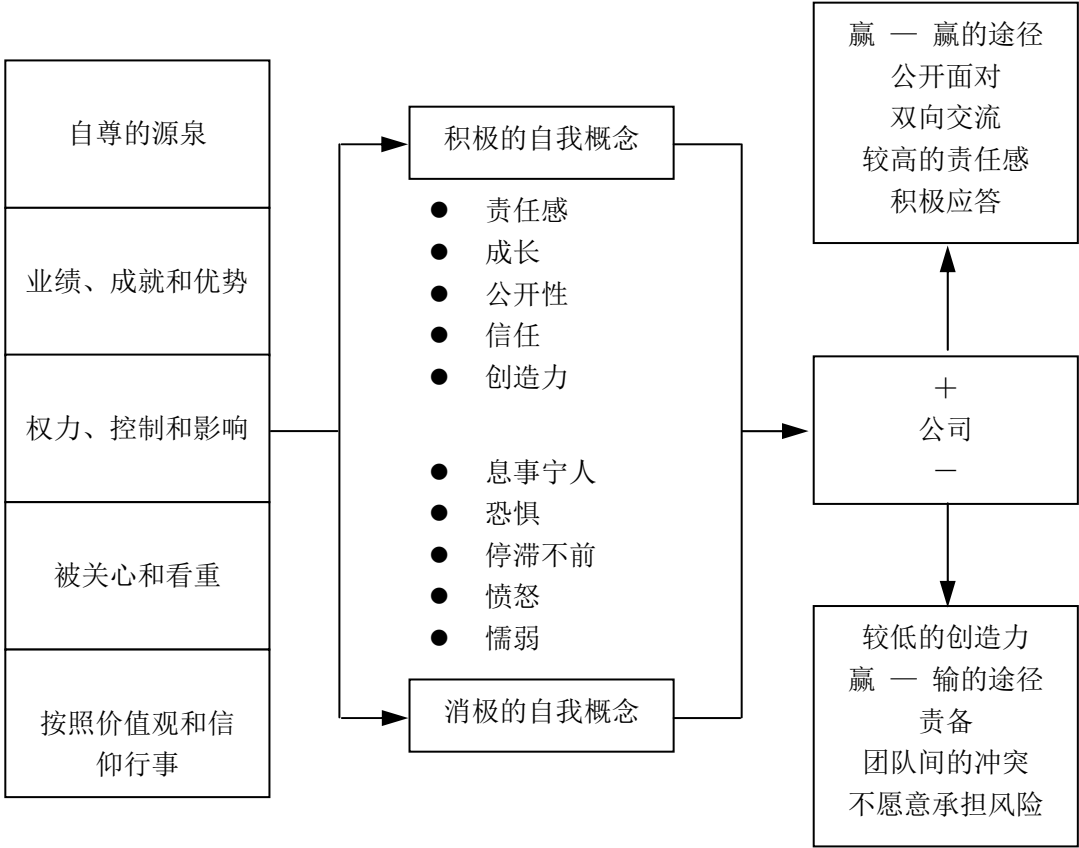 自尊的源泉
业绩、成就和优势
权力、控制和影响
被关心和看重
按照价值观和信
仰行事
积极的自我概念
● 责任感
● 成长
● 公开性
● 信任
● 创造力
● 息事宁人
● 恐惧
● 停滞不前
● 愤怒
● 懦弱
消极的自我概念
赢 — 赢的途径
公开面对
双向交流
较高的责任感
积极应答
＋
公司
－
较低的创造力
赢 — 输的途径
责备
团队间的冲突
不愿意承担风险